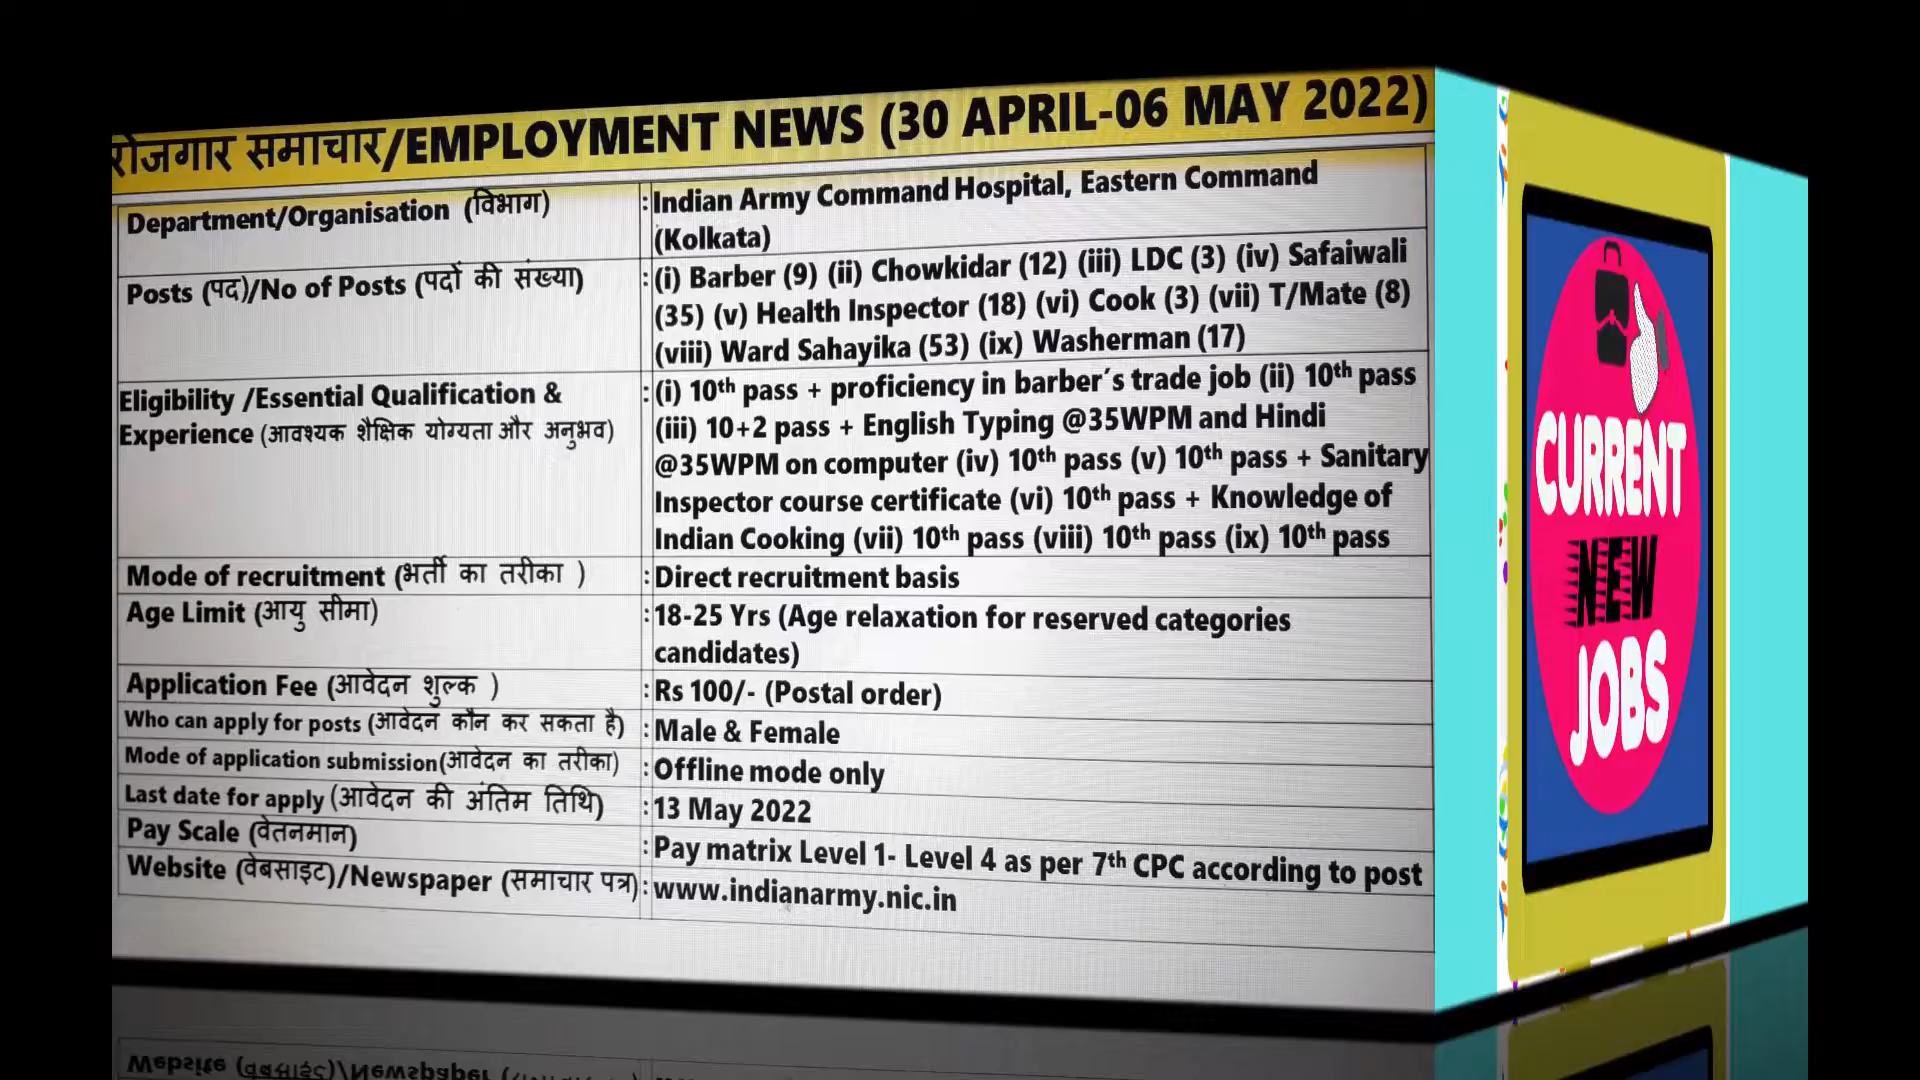 रोजगार समाचार/EMPLOYMENT NEWS (30 APRIL-06 MAY 2022)
Department/Organisation (विभाग) : Indian Army Command Hospital, Eastern Command
(Kolkata)
Posts (पद)/No of Posts (पदों की संख्या) : (i) Barber (9) (ii) Chowkidar (12) (iii) LDC (3) (iv) Safaiwali
(35) (v) Health Inspector (18) (vi) Cook (3) (vii) T/Mate (8)
(viii) Ward Sahayika (53) (ix) Washerman (17)
Eligibility /Essential Qualification & : (i) 10th pass + proficiency in barber's trade job (ii) 10th pass
Experience (आवश्यक शैक्षिक योग्यता और अनुभव) (iii) 10+2 pass + English Typing @35WPM and Hindi
@35WPM on computer (iv) 10th pass (v) 10th pass + Sanitary
Inspector course certificate (vi) 10th pass + Knowledge of
Indian Cooking (vii) 10th pass (viii) 10th pass (ix) 10th pass
Mode of recruitment (भर्ती का तरीका ) : Direct recruitment basis
Age Limit (आयु सीमा) : 18-25 Yrs (Age relaxation for reserved categories
candidates)
Application Fee (आवेदन शुल्क ) : Rs 100/- (Postal order)
Who can apply for posts (आवेदन कौन कर सकता है) : Male & Female
Mode of application submission(आवेदन का तरीका) : Offline mode only
Last date for apply (आवेदन की अंतिम तिथि) : 13 May 2022
Pay Scale (वेतनमान) : Pay matrix Level 1- Level 4 as per 7th CPC according to post
Website (वेबसाइट)/Newspaper (समाचार पत्र) : www.indianarmy.nic.in
CURRENT
NEW
JOBS